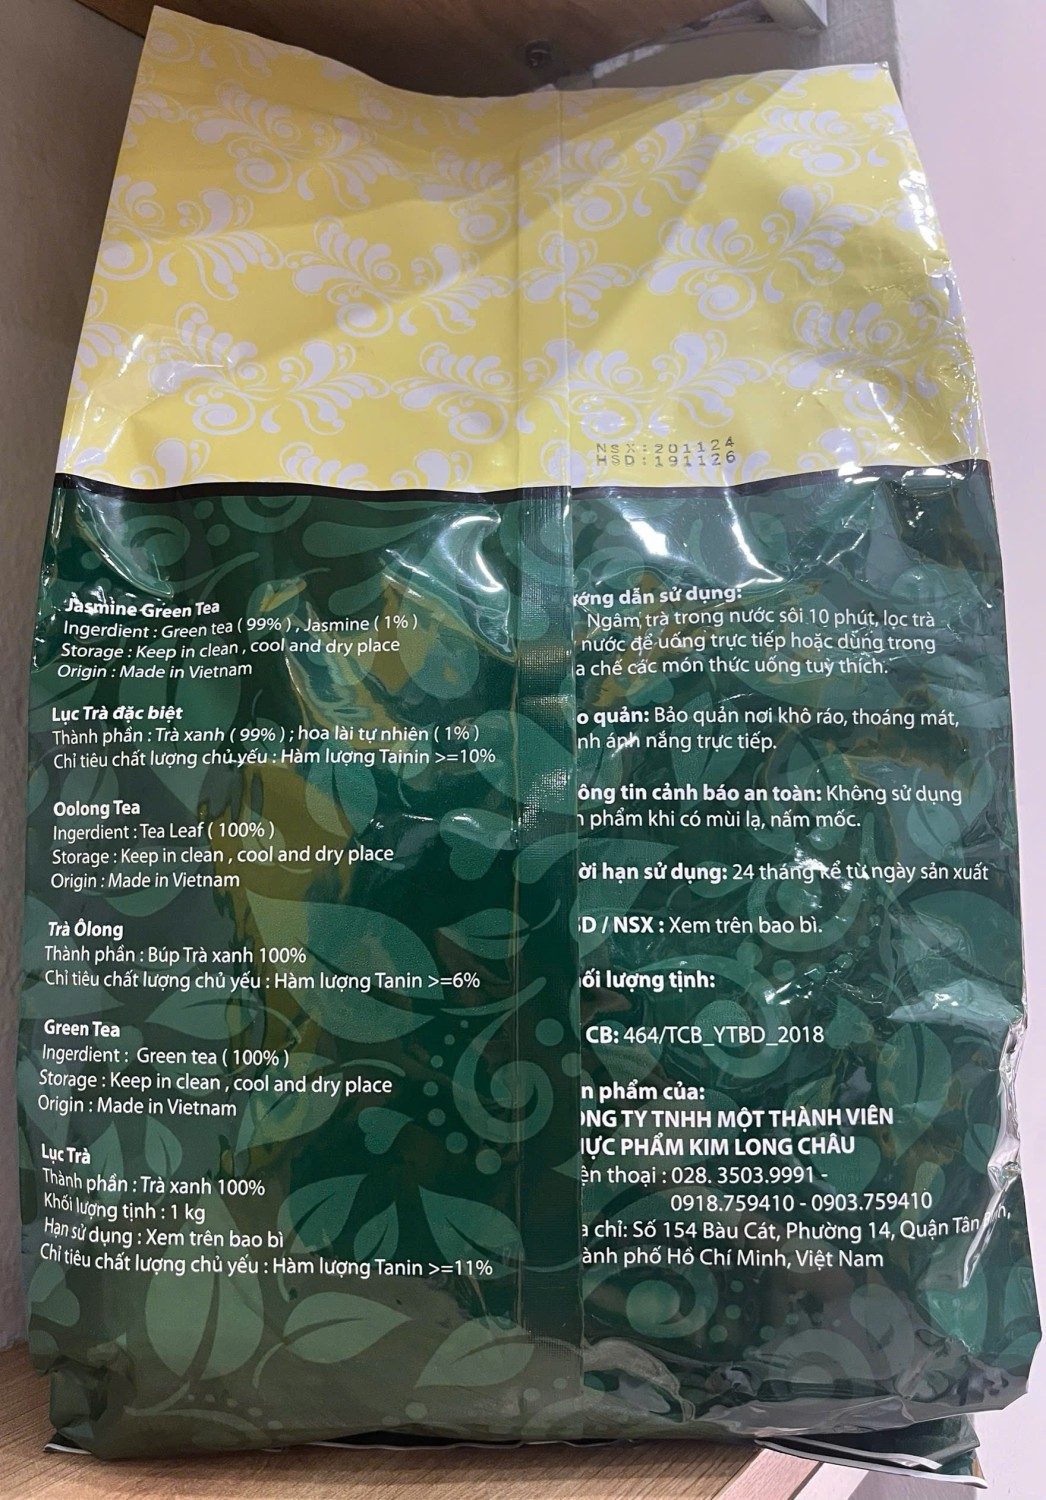 NSX:201124
HSD:191126
Jasmine Green Tea
Ingerdient : Green tea ( 99% ) , Jasmine ( 1% )
Storage : Keep in clean , cool and dry place
Origin : Made in Vietnam
Lục Trà đặc biệt
Thành phần : Trà xanh ( 99% ) ; hoa lài tự nhiên ( 1% )
Chỉ tiêu chất lượng chủ yếu : Hàm lượng Tainin >=10%
Oolong Tea
Ingerdient : Tea Leaf ( 100% )
Storage : Keep in clean , cool and dry place
Origin : Made in Vietnam
Trà Ôlong
Thành phần : Búp Trà xanh 100%
Chỉ tiêu chất lượng chủ yếu : Hàm lượng Tanin >=6%
Green Tea
Ingerdient : Green tea ( 100% )
Storage : Keep in clean , cool and dry place
Origin : Made in Vietnam
Lục Trà
Thành phần : Trà xanh 100%
Khối lượng tịnh : 1 kg
Hạn sử dụng : Xem trên bao bì
Chỉ tiêu chất lượng chủ yếu : Hàm lượng Tanin >=11%
ớng dẫn sử dụng:
Ngâm trà trong nước sôi 10 phút, lọc trà
nước để uống trực tiếp hoặc dùng trong
a chế các món thức uống tuỳ thích.
o quản: Bảo quản nơi khô ráo, thoáng mát,
nh ánh nắng trực tiếp.
ông tin cảnh báo an toàn: Không sử dụng
n phẩm khi có mùi lạ, nấm mốc.
ời hạn sử dụng: 24 tháng kể từ ngày sản xuất
SD / NSX : Xem trên bao bì.
ối lượng tịnh:
CB: 464/TCB_YTBD_2018
n phẩm của:
ÔNG TY TNHH MỘT THÀNH VIÊN
HỰC PHẨM KIM LONG CHÂU
ện thoại : 028. 3503.9991 -
0918.759410 - 0903.759410
a chỉ: Số 154 Bàu Cát, Phường 14, Quận Tân
ành phố Hồ Chí Minh, Việt Nam